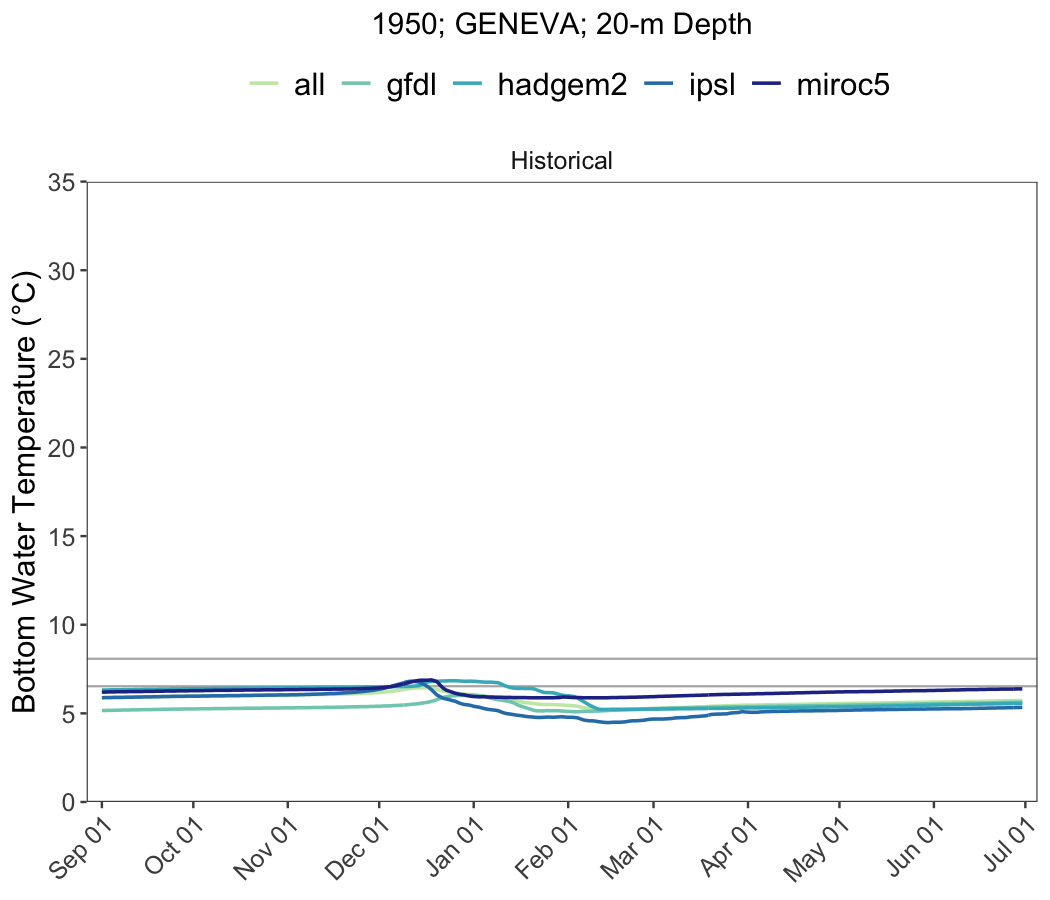 1950; GENEVA; 20-m Depth
all gfdl hadgem2 ipsl miroc5
Historical
Bottom Water Temperature (°C)
35
30
25
20
15
10
5
0
Sep 01 Oct 01 Nov 01 Dec 01 Jan 01 Feb 01 Mar 01 Apr 01 May 01 Jun 01 Jul 01